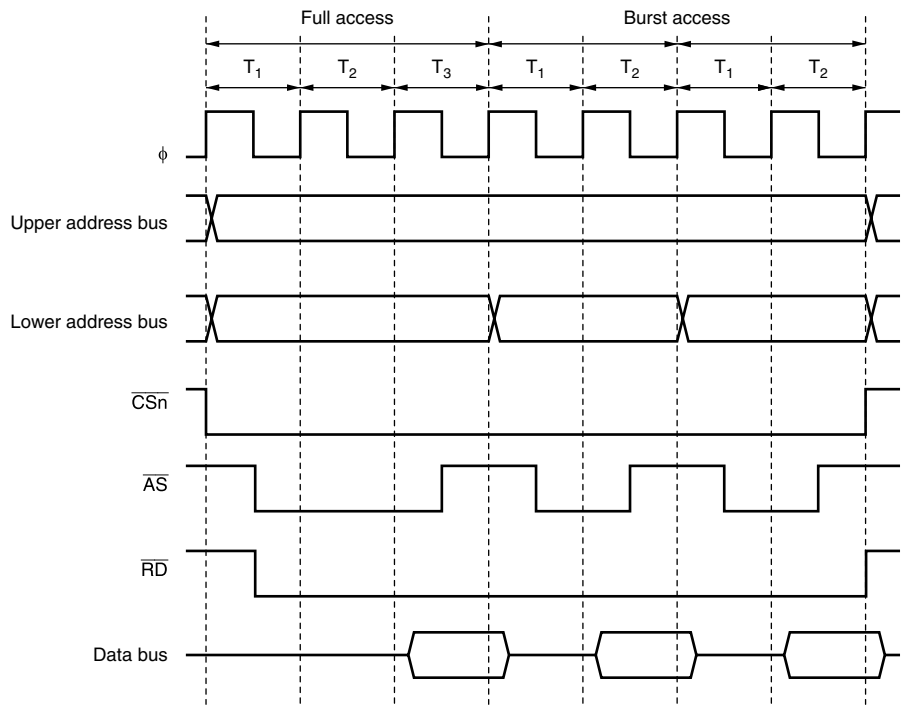 Full access Burst access
T1 T2 T3 T1 T2 T1 T2
ϕ
Upper address bus
Lower address bus
CSn
AS
RD
Data bus